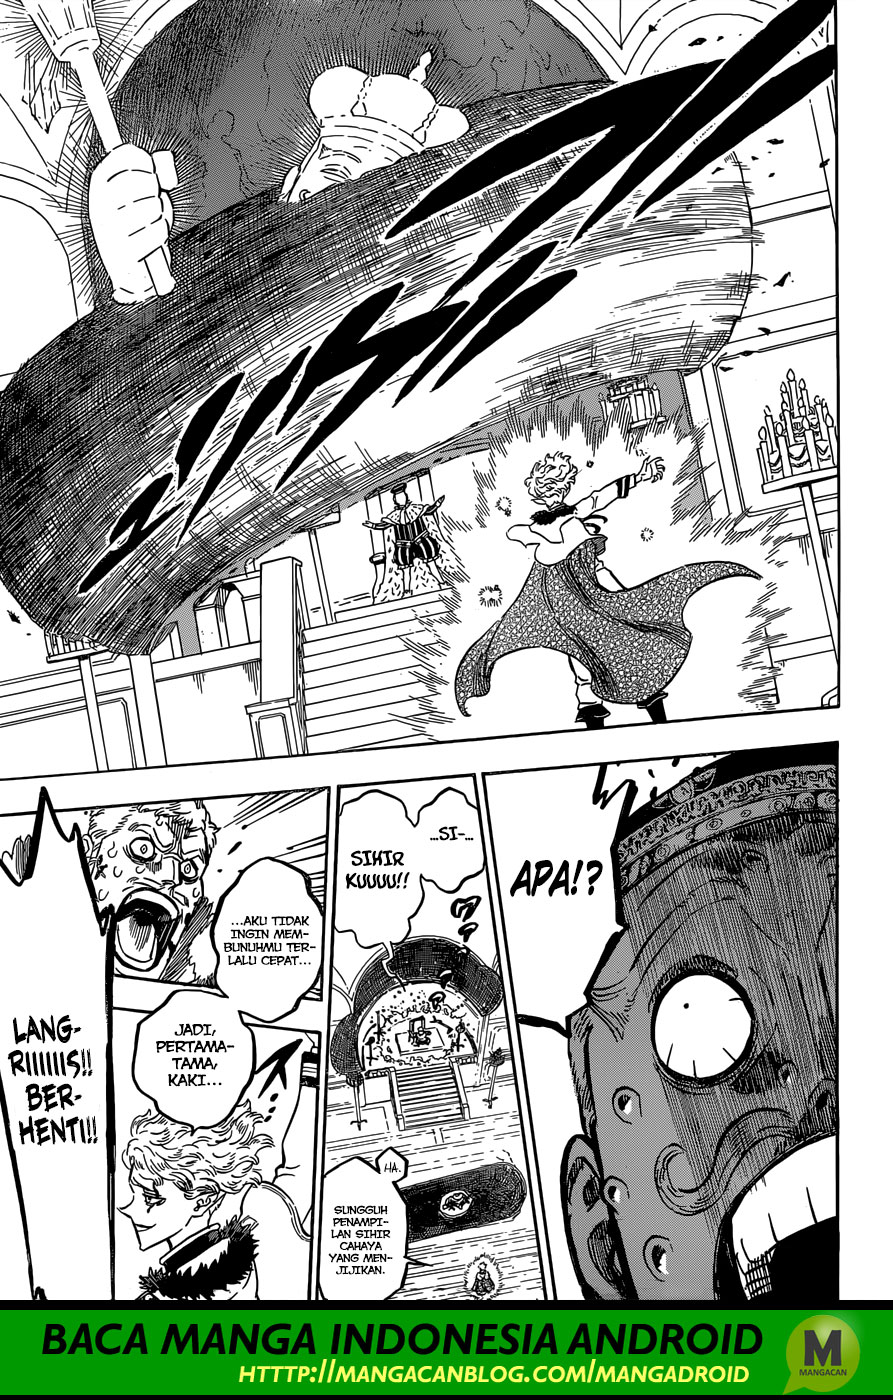 APA!?
...SI-...
SIHIR
KUUUU!!
HA.
SUNGGUH
PENAMPI-
LAN SIHIR
CAHAYA
YANG MEN-
JIJIKAN.
...AKU TIDAK
INGIN MEM-
BUNUHMU TER-
LALU CEPAT...
JADI,
PERTAMA-
TAMA,
KAKI...
LANG-
RIIIIIIS!!
BER-
HENTI!!
BACA MANGA INDONESIA ANDROID
HTTTP://MANGACANBLOG.COM/MANGADROID
M
MANGACAN